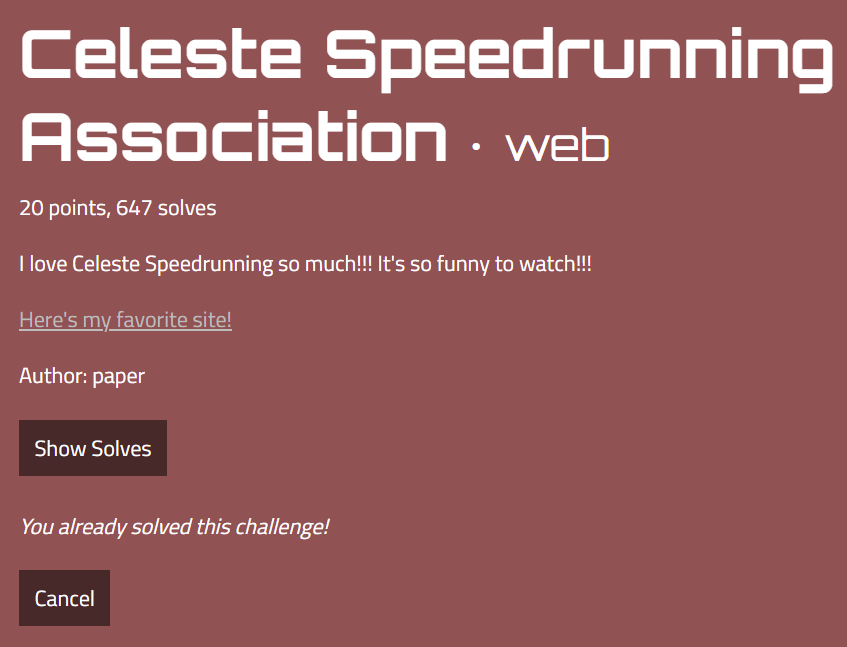 Celeste Speedrunning
Association · web
20 points, 647 solves
I love Celeste Speedrunning so much!!! It's so funny to watch!!!
Here's my favorite site!
Author: paper
Show Solves
You already solved this challenge!
Cancel